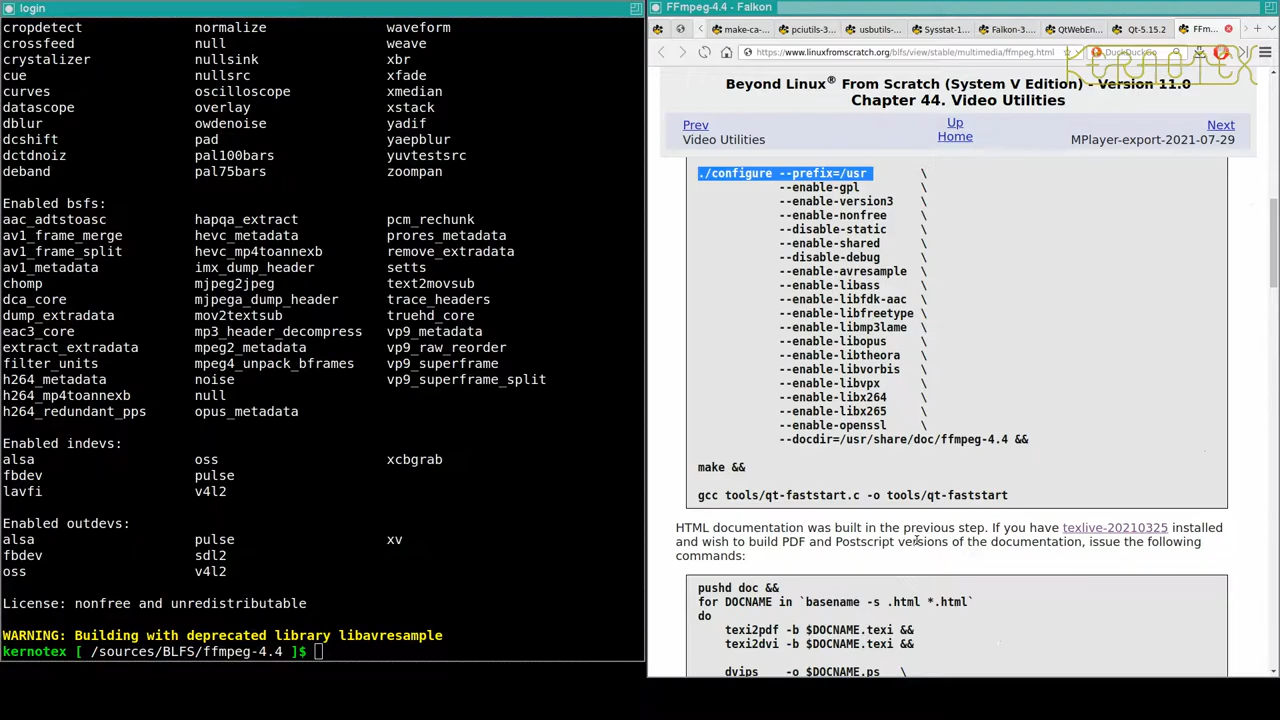 login
cropdetect normalize waveform
crossfeed null weave
crystalizer nullsink xbr
cue nullsrc xfade
curves oscilloscope xmedian
datascope overlay xstack
dblur owdenoise yadif
dcshift pad yaepblur
dctdnoiz pal100bars yuvtestsrc
deband pal75bars zoompan
Enabled bsfs:
aac_adtstoasc hapqa_extract pcm_rechunk
av1_frame_merge hevc_metadata prores_metadata
av1_frame_split hevc_mp4toannexb remove_extradata
av1_metadata imx_dump_header setts
chomp mjpeg2jpeg text2movsub
dca_core mjpega_dump_header trace_headers
dump_extradata mov2textsub truehd_core
eac3_core mp3_header_decompress vp9_metadata
extract_extradata mpeg2_metadata vp9_raw_reorder
filter_units mpeg4_unpack_bframes vp9_superframe
h264_metadata noise vp9_superframe_split
h264_mp4toannexb null
h264_redundant_pps opus_metadata
Enabled indevs:
alsa oss xcbgrab
fbdev pulse
lavfi v4l2
Enabled outdevs:
alsa pulse xv
fbdev sdl2
oss v4l2
License: nonfree and unredistributable
WARNING: Building with deprecated library libavresample
kernotex [ /sources/BLFS/ffmpeg-4.4 ]$
FFmpeg-4.4 - Falkon
make-ca-... pciutils-3... usbutils-... Sysstat-1... Falkon-3.... QtWebEn... Qt-5.15.2 FFm...
https://www.linuxfromscratch.org/blfs/view/stable/multimedia/ffmpeg.html DuckDuckGo
KERNOTEX
Beyond Linux® From Scratch (System V Edition) - Version 11.0
Chapter 44. Video Utilities
Prev Up Next
Video Utilities Home MPlayer-export-2021-07-29
./configure --prefix=/usr \
--enable-gpl \
--enable-version3 \
--enable-nonfree \
--disable-static \
--enable-shared \
--disable-debug \
--enable-avresample \
--enable-libass \
--enable-libfdk-aac \
--enable-libfreetype \
--enable-libmp3lame \
--enable-libopus \
--enable-libtheora \
--enable-libvorbis \
--enable-libvpx \
--enable-libx264 \
--enable-libx265 \
--enable-openssl \
--docdir=/usr/share/doc/ffmpeg-4.4 &&
make &&
gcc tools/qt-faststart.c -o tools/qt-faststart
HTML documentation was built in the previous step. If you have texlive-20210325 installed
and wish to build PDF and Postscript versions of the documentation, issue the following
commands:
pushd doc &&
for DOCNAME in `basename -s .html *.html`
do
texi2pdf -b $DOCNAME.texi &&
texi2dvi -b $DOCNAME.texi &&
dvips -o $DOCNAME.ps \